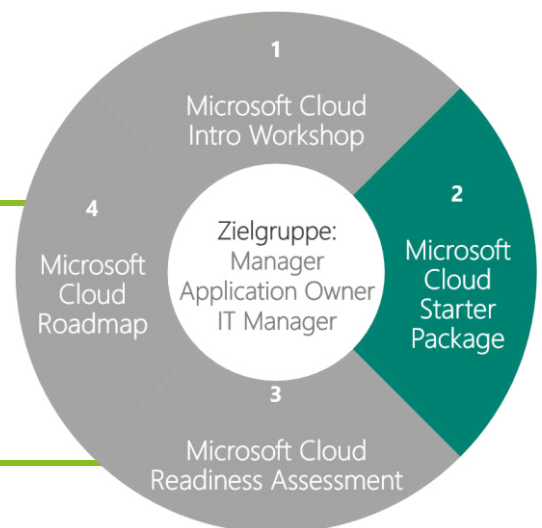 1
Microsoft Cloud
Intro Workshop
2
Microsoft
Cloud
Starter
Package
3
Microsoft Cloud
Readiness Assessment
4
Microsoft
Cloud
Roadmap
Zielgruppe:
Manager
Application Owner
IT Manager